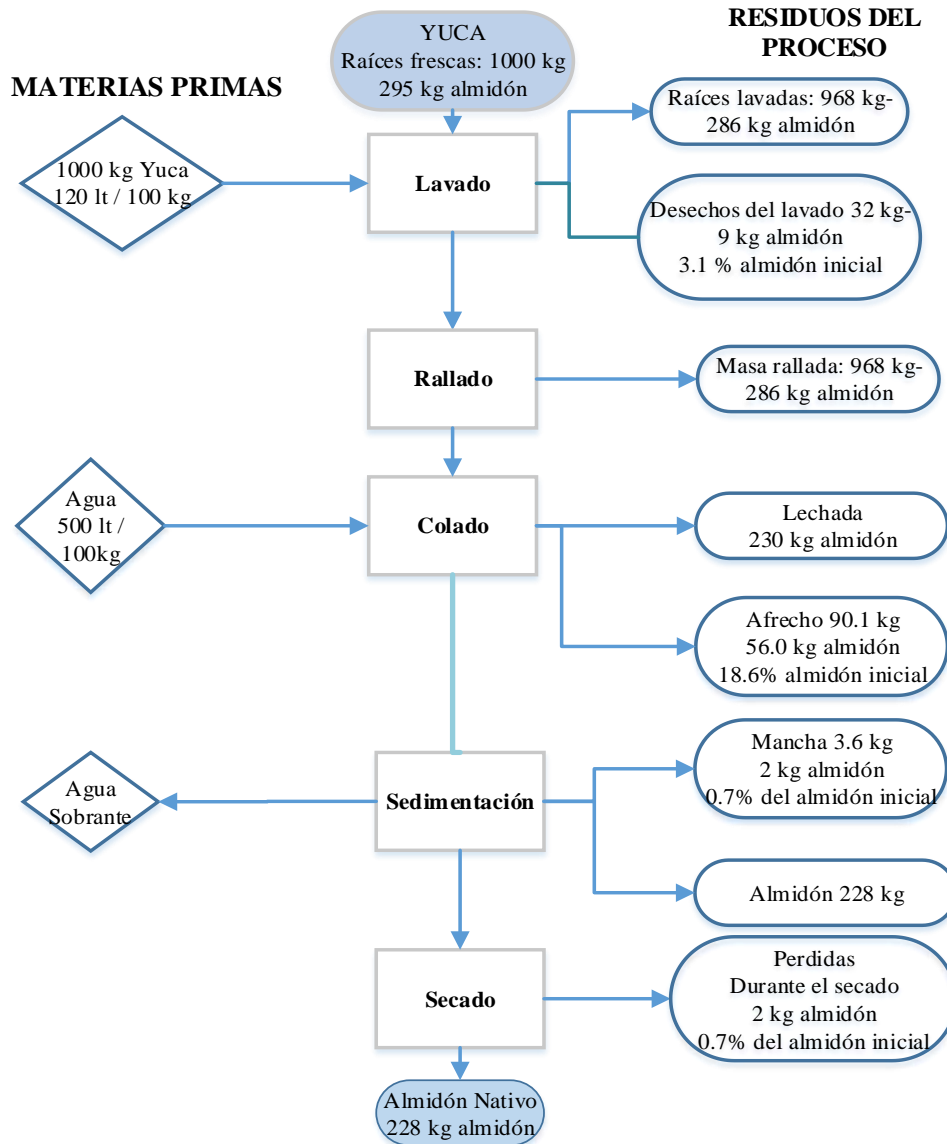 MATERIAS PRIMAS
RESIDUOS DEL
PROCESO
YUCA
Raíces frescas: 1000 kg
295 kg almidón
1000 kg Yuca
120 lt / 100 kg
Lavado
Raíces lavadas: 968 kg-
286 kg almidón
Desechos del lavado 32 kg-
9 kg almidón
3.1 % almidón inicial
Rallado
Masa rallada: 968 kg-
286 kg almidón
Agua
500 lt /
100kg
Colado
Lechada
230 kg almidón
Afrecho 90.1 kg
56.0 kg almidón
18.6% almidón inicial
Agua
Sobrante
Sedimentación
Mancha 3.6 kg
2 kg almidón
0.7% del almidón inicial
Almidón 228 kg
Secado
Perdidas
Durante el secado
2 kg almidón
0.7% del almidón inicial
Almidón Nativo
228 kg almidón